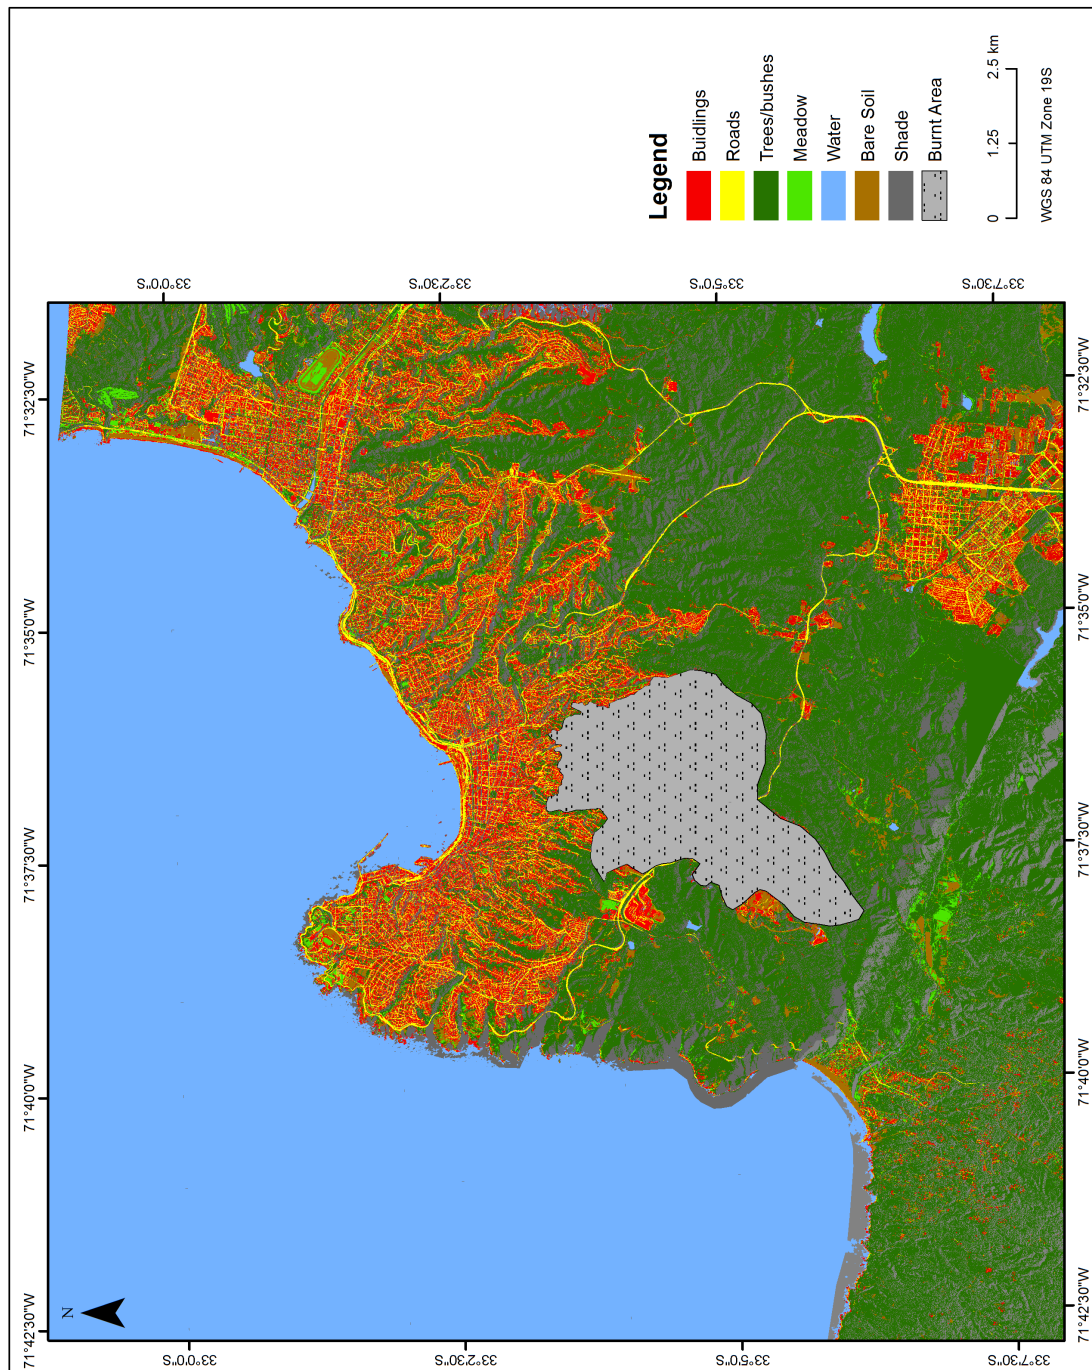 Legend
Buidlings
Roads
Trees/bushes
Meadow
Water
Bare Soil
Shade
Burnt Area
0 1.25 2.5 km
WGS 84 UTM Zone 19S
71°42'30"W 71°40'0"W 71°37'30"W 71°35'0"W 71°32'30"W
33°0'0"S
33°2'30"S
33°5'0"S
33°7'30"S
33°0'0"S
33°2'30"S
33°5'0"S
33°7'30"S
71°42'30"W 71°40'0"W 71°37'30"W 71°35'0"W 71°32'30"W
N